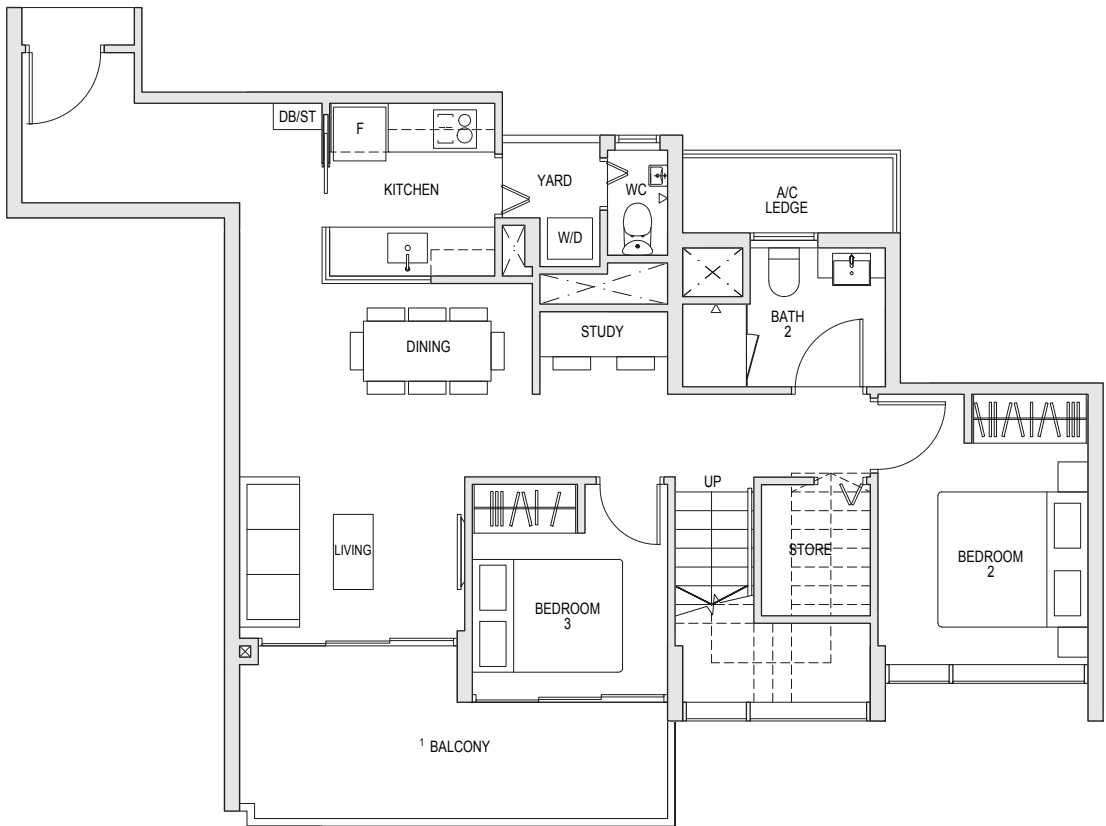 DB/ST
F
KITCHEN
YARD
WC
W/D
A/C
LEDGE
DINING
STUDY
BATH
2
UP
LIVING
STORE
BEDROOM
2
BEDROOM
3
1 BALCONY